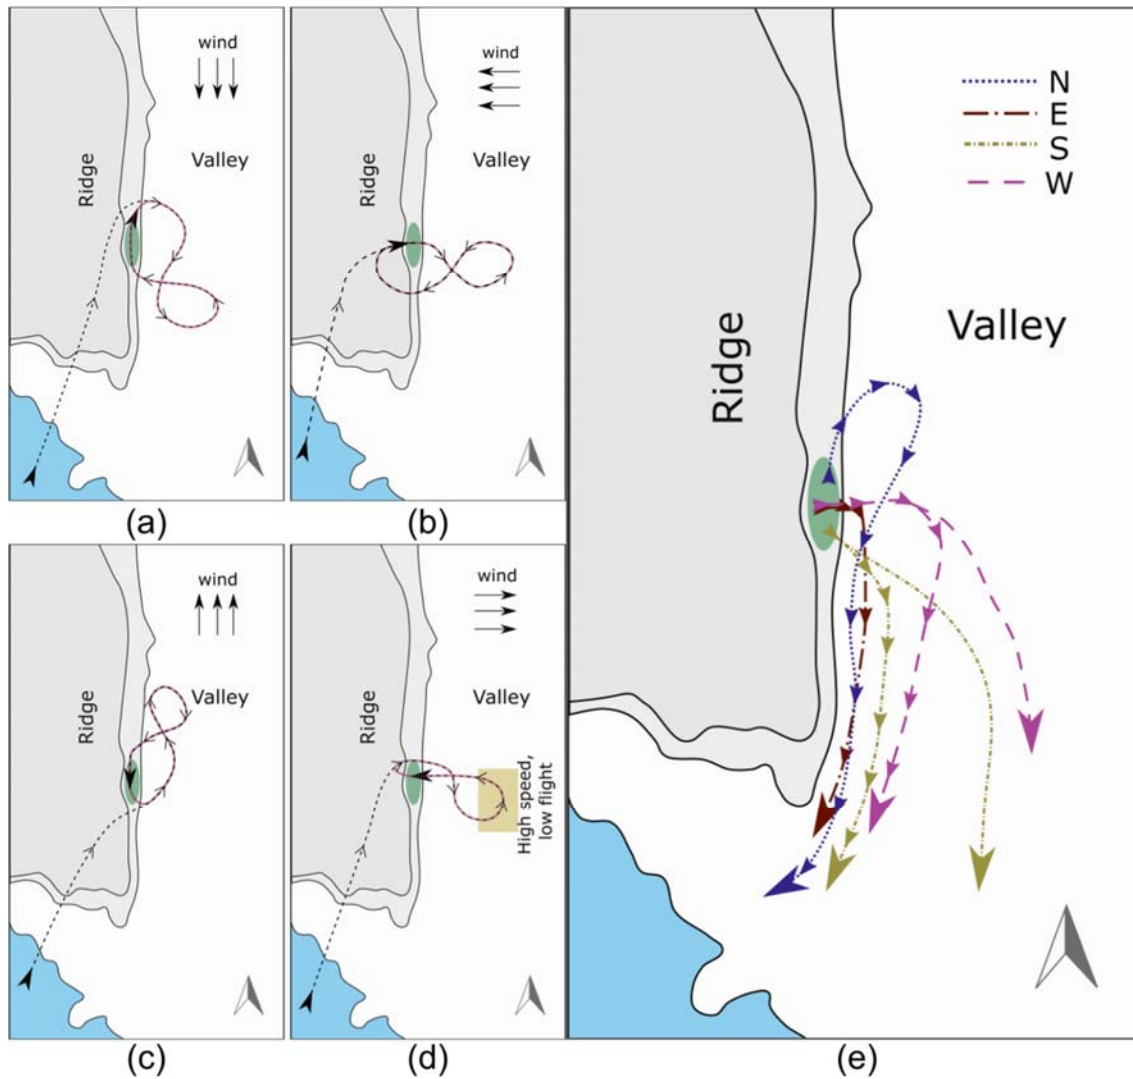 wind
Ridge
Valley
(a)
wind
Ridge
Valley
(b)
wind
Ridge
Valley
(c)
wind
Ridge
Valley
High speed,
low flight
(d)
N
E
S
W
Ridge
Valley
(e)